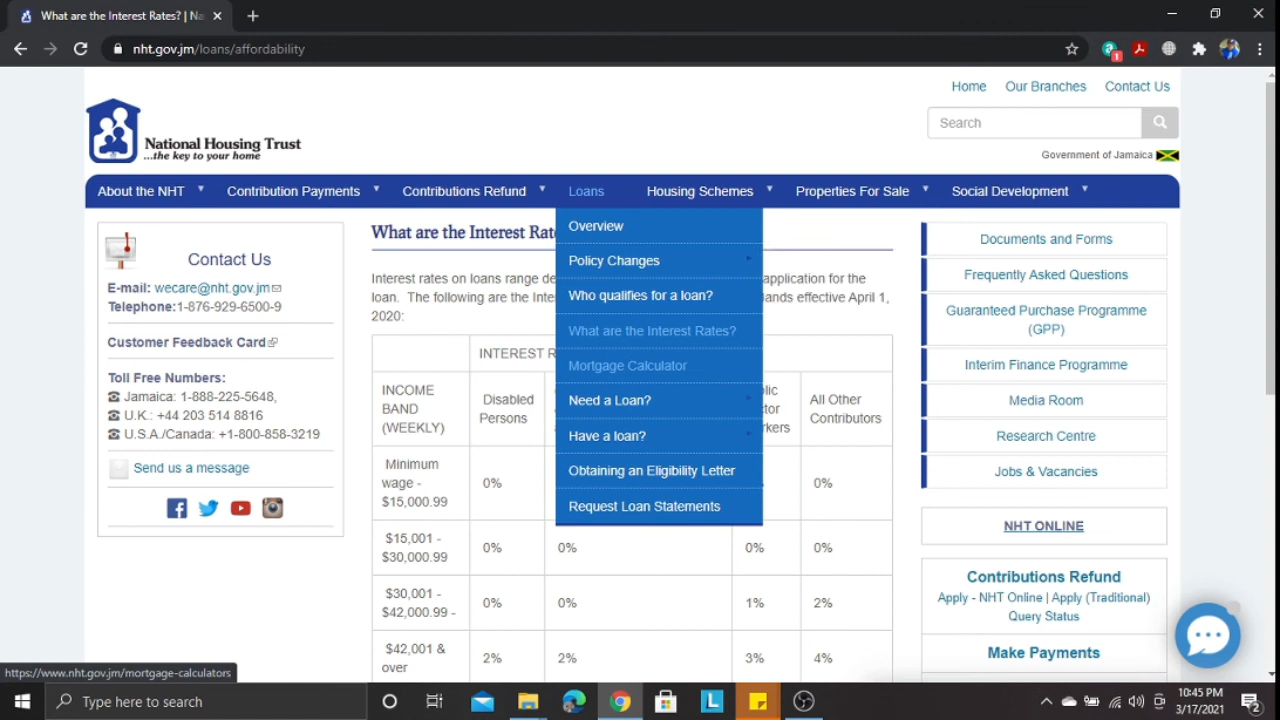 What are the Interest Rates? | Na
nht.gov.jm/loans/affordability
1
Home Our Branches Contact Us
National Housing Trust
...the key to your home
Search
Government of Jamaica
About the NHT Contribution Payments Contributions Refund Loans Housing Schemes Properties For Sale Social Development
Contact Us
E-mail: wecare@nht.gov.jm
Telephone:1-876-929-6500-9
Customer Feedback Card
Toll Free Numbers:
Jamaica: 1-888-225-5648,
U.K.: +44 203 514 8816
U.S.A./Canada: +1-800-858-3219
Send us a message
Overview
Policy Changes
Who qualifies for a loan?
What are the Interest Rates?
Mortgage Calculator
Need a Loan?
Have a loan?
Obtaining an Eligibility Letter
Request Loan Statements
What are the Interest Rate
Interest rates on loans range de application for the
loan. The following are the Inte effective April 1,
2020:
INTEREST R
INCOME
BAND
(WEEKLY)
Disabled
Persons
All Other
Contributors
Minimum
wage -
$15,000.99
0% 0%
$15,001 -
$30,000.99
0% 0% 0% 0%
$30,001 -
$42,000.99 -
0% 0% 1% 2%
$42,001 &
over
2% 2% 3% 4%
Documents and Forms
Frequently Asked Questions
Guaranteed Purchase Programme
(GPP)
Interim Finance Programme
Media Room
Research Centre
Jobs & Vacancies
NHT ONLINE
Contributions Refund
Apply - NHT Online | Apply (Traditional)
Query Status
Make Payments
https://www.nht.gov.jm/mortgage-calculators
Type here to search
L
10:45 PM
3/17/2021
2